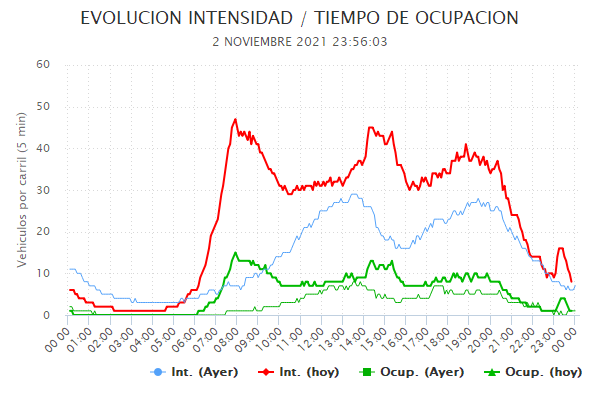 EVOLUCION INTENSIDAD / TIEMPO DE OCUPACION
2 NOVIEMBRE 2021 23:56:03
Vehiculos por carril (5 min)
60
50
40
30
20
10
0
00:00 01:00 02:00 03:00 04:00 05:00 06:00 07:00 08:00 09:00 10:00 11:00 12:00 13:00 14:00 15:00 16:00 17:00 18:00 19:00 20:00 21:00 22:00 23:00 00:00
Int. (Ayer) Int. (hoy) Ocup. (Ayer) Ocup. (hoy)